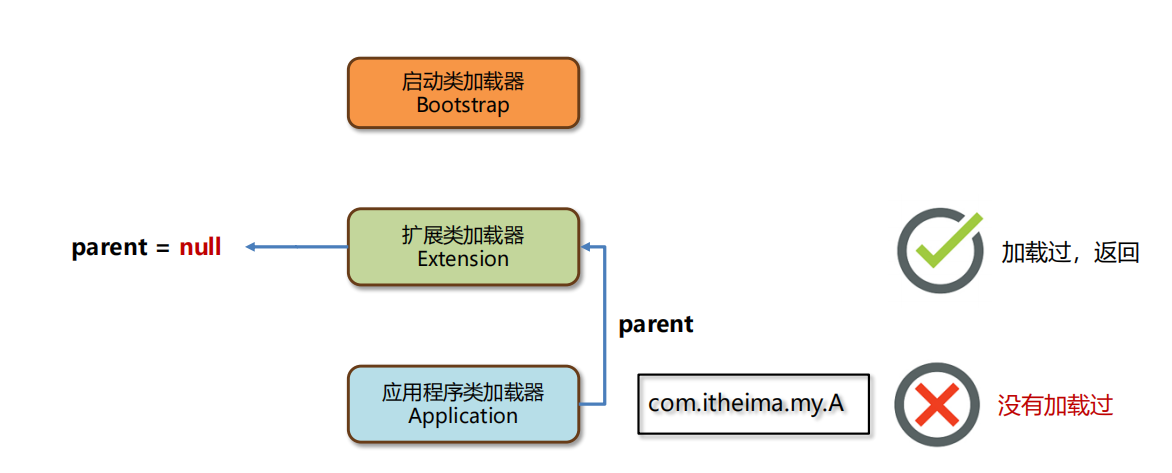 启动类加载器
Bootstrap
parent = null
扩展类加载器
Extension
加载过，返回
parent
应用程序类加载器
Application
com.itheima.my.A
没有加载过